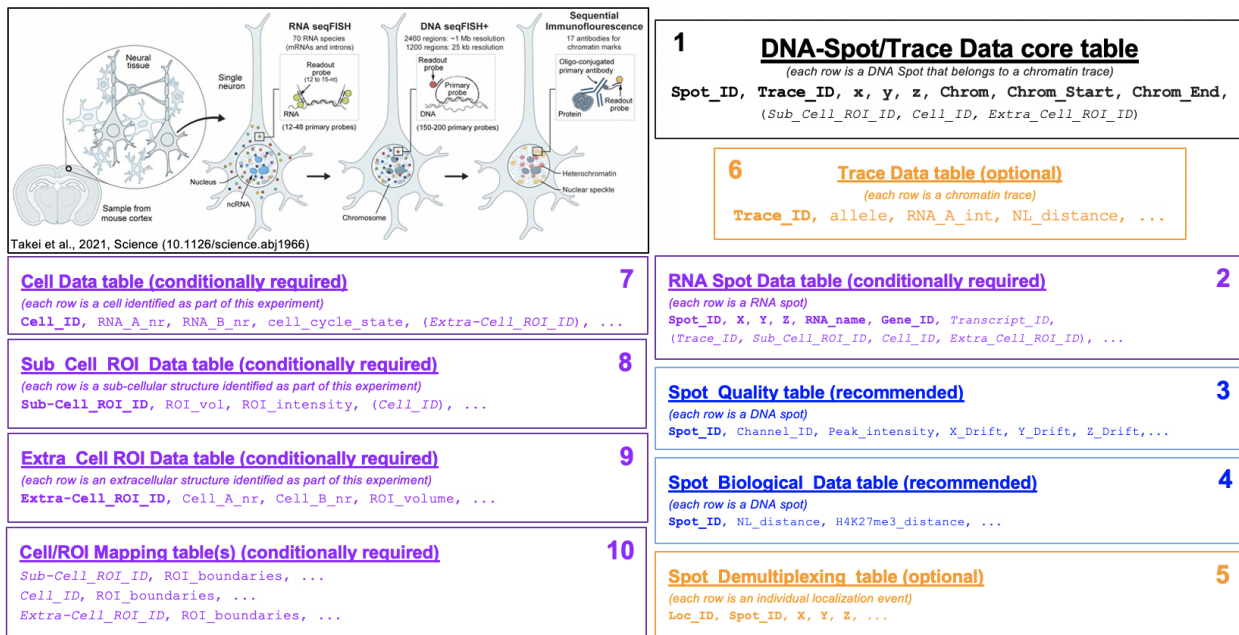 RNA seqFISH
70 RNA species
(mRNAs and introns)
DNA seqFISH+
2460 regions: ~1 Mb resolution
1200 regions: 25 kb resolution
Sequential
Immunoflourescence
17 antibodies for
chromatin marks
Neural
tissue
Single
neuron
Readout
probe
(12 to 15-nt)
RNA
(12-48 primary probes)
Readout
probe
Primary
probe
DNA
(150-200 primary probes)
Oligo-conjugated
primary antibody
Protein
Readout
probe
Nucleus
ncRNA
Chromosome
Heterochromatin
Nuclear speckle
Sample from
mouse cortex
Takei et al., 2021, Science (10.1126/science.abj1966)
1
DNA-Spot/Trace Data core table
(each row is a DNA Spot that belongs to a chromatin trace)
Spot_ID, Trace_ID, x, y, z, Chrom, Chrom_Start, Chrom_End,
(Sub_Cell_ROI_ID, Cell_ID, Extra_Cell_ROI_ID)
6
Trace Data table (optional)
(each row is a chromatin trace)
Trace_ID, allele, RNA_A_int, NL_distance, ...
Cell Data table (conditionally required)
7
(each row is a cell identified as part of this experiment)
Cell_ID, RNA_A_nr, RNA_B_nr, cell_cycle_state, (Extra-Cell_ROI_ID), ...
Sub_Cell_ROI_Data table (conditionally required)
8
(each row is a sub-cellular structure identified as part of this experiment)
Sub-Cell_ROI_ID, ROI_vol, ROI_intensity, (Cell_ID), ...
Extra_Cell ROI Data table (conditionally required)
9
(each row is an extracellular structure identified as part of this experiment)
Extra-Cell_ROI_ID, Cell_A_nr, Cell_B_nr, ROI_volume, ...
Cell/ROI Mapping table(s) (conditionally required)
10
Sub-Cell_ROI_ID, ROI_boundaries, ...
Cell_ID, ROI_boundaries, ...
Extra-Cell_ROI_ID, ROI_boundaries, ...
RNA Spot Data table (conditionally required)
2
(each row is a RNA spot)
Spot_ID, X, Y, Z, RNA_name, Gene_ID, Transcript_ID,
(Trace_ID, Sub_Cell_ROI_ID, Cell_ID, Extra_Cell_ROI_ID), ...
Spot_Quality table (recommended)
3
(each row is a DNA spot)
Spot_ID, Channel_ID, Peak_intensity, X_Drift, Y_Drift, Z_Drift,...
Spot_Biological_Data table (recommended)
4
(each row is a DNA spot)
Spot_ID, NL_distance, H4K27me3_distance, ...
Spot_Demultiplexing_table (optional)
5
(each row is an individual localization event)
Loc_ID, Spot_ID, X, Y, Z, ...